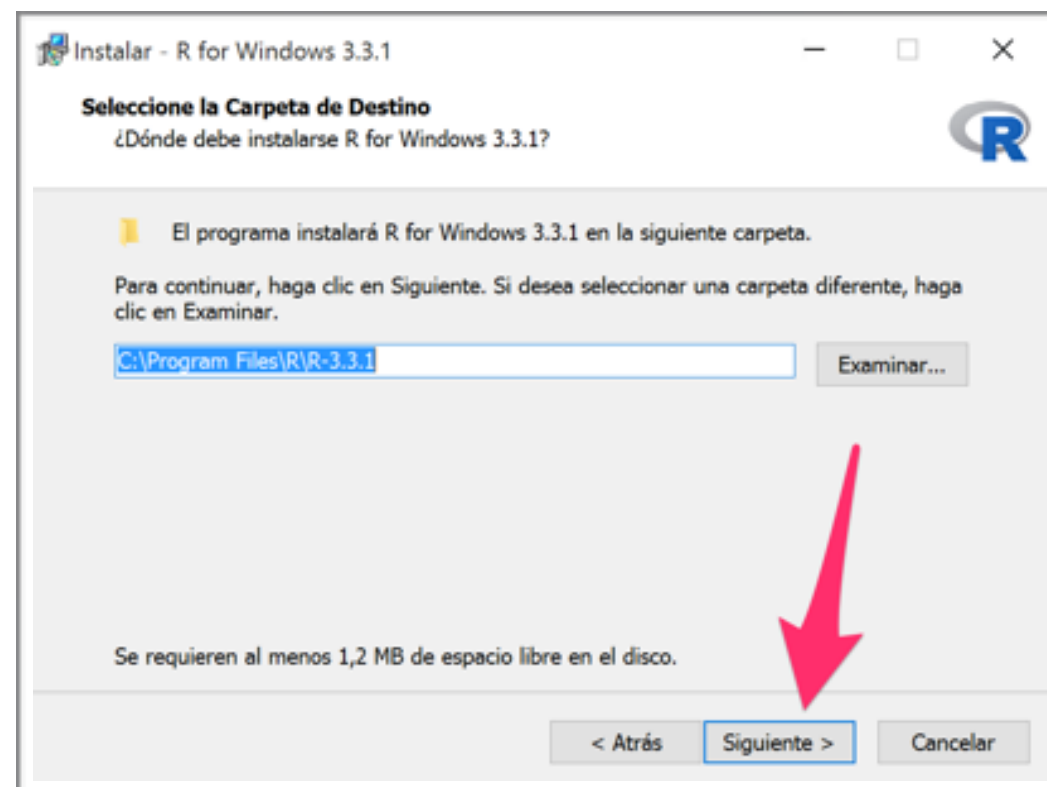 Instalar - R for Windows 3.3.1
Seleccione la Carpeta de Destino
¿Dónde debe instalarse R for Windows 3.3.1?
R
El programa instalará R for Windows 3.3.1 en la siguiente carpeta.
Para continuar, haga clic en Siguiente. Si desea seleccionar una carpeta diferente, haga
clic en Examinar.
C:\Program Files\R\R-3.3.1
Examinar...
Se requieren al menos 1,2 MB de espacio libre en el disco.
< Atrás
Siguiente >
Cancelar